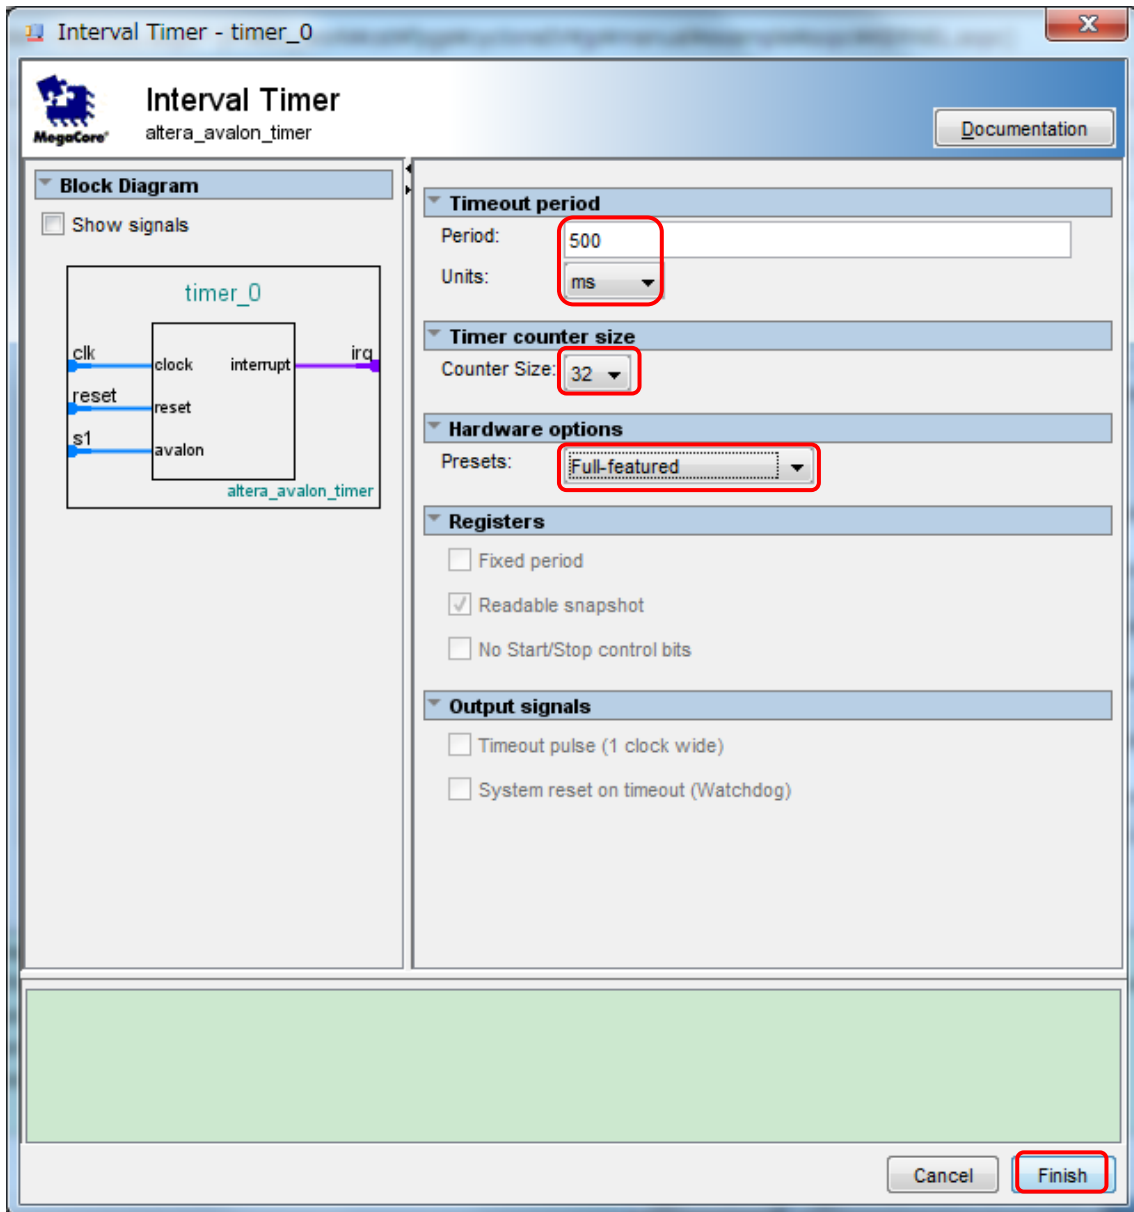 Interval Timer - timer_0
MegaCore®
Interval Timer
altera_avalon_timer
Documentation
Block Diagram
Show signals
timer_0
clk
clock
interrupt
irq
reset
reset
s1
avalon
altera_avalon_timer
Timeout period
Period: 500
Units: ms
Timer counter size
Counter Size: 32
Hardware options
Presets: Full-featured
Registers
Fixed period
Readable snapshot
No Start/Stop control bits
Output signals
Timeout pulse (1 clock wide)
System reset on timeout (Watchdog)
Cancel
Finish